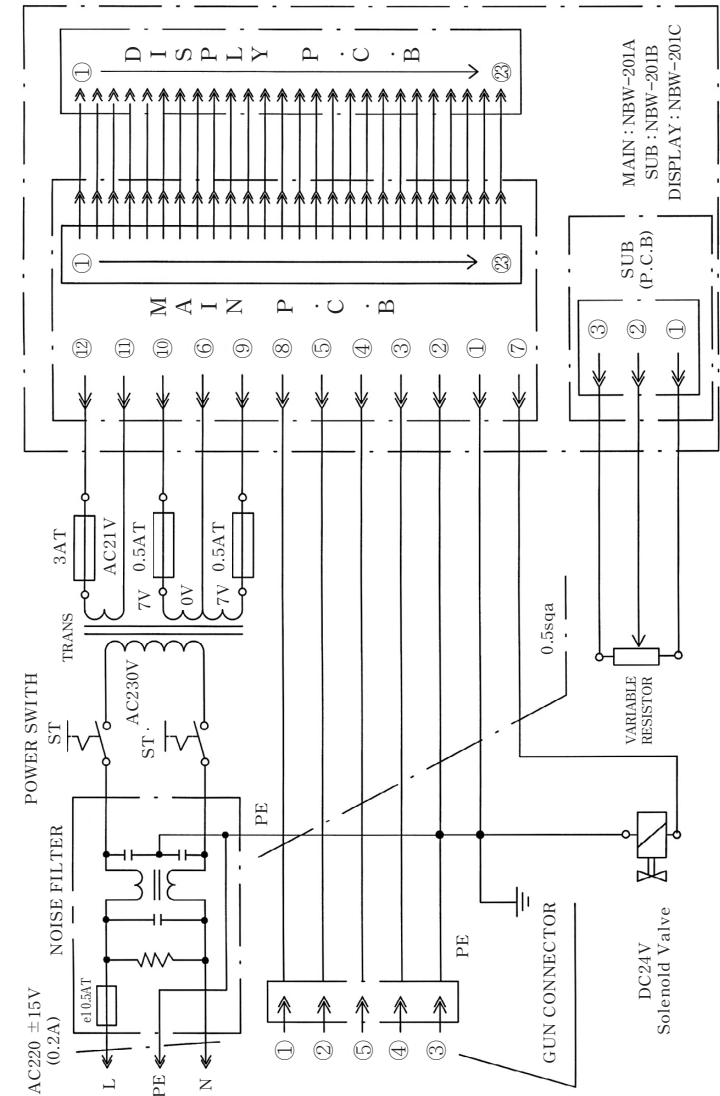 AC220 ±15V
(0.2A)
L
PE
N
e10.5AT
NOISE FILTER
PE
POWER SWITH
ST
ST
AC230V
TRANS
3AT
AC21V
0.5AT
0.5AT
7V
0V
7V
⑫
⑪
⑩
⑥
⑨
⑧
⑤
④
③
②
①
⑦
MAIN P·C·B
①
㉓
DISPLY P·C·B
①
㉓
①
②
⑤
④
③
PE
GUN CONNECTOR
0.5sqa
DC24V
Solenold Valve
VARIABLE
RESISTOR
③
②
①
SUB
(P.C.B)
MAIN : NBW-201A
SUB : NBW-201B
DISPLAY : NBW-201C